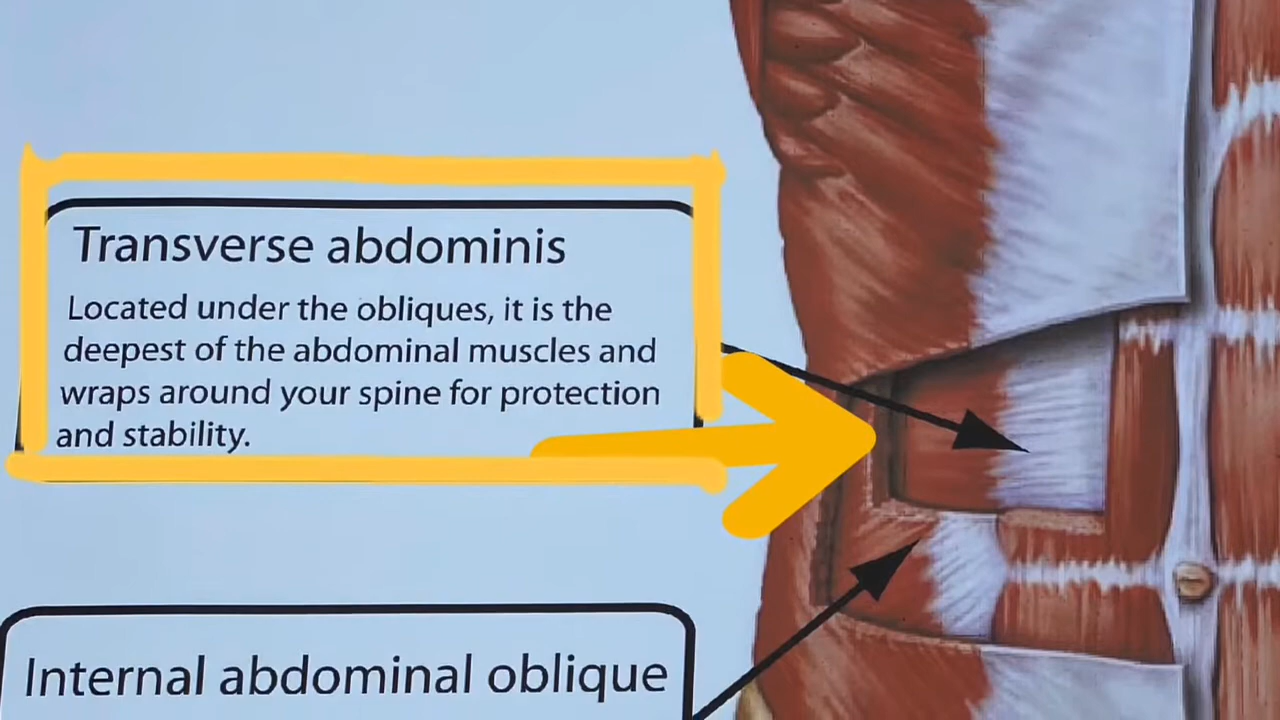 Transverse abdominis
Located under the obliques, it is the
deepest of the abdominal muscles and
wraps around your spine for protection
and stability.
Internal abdominal oblique